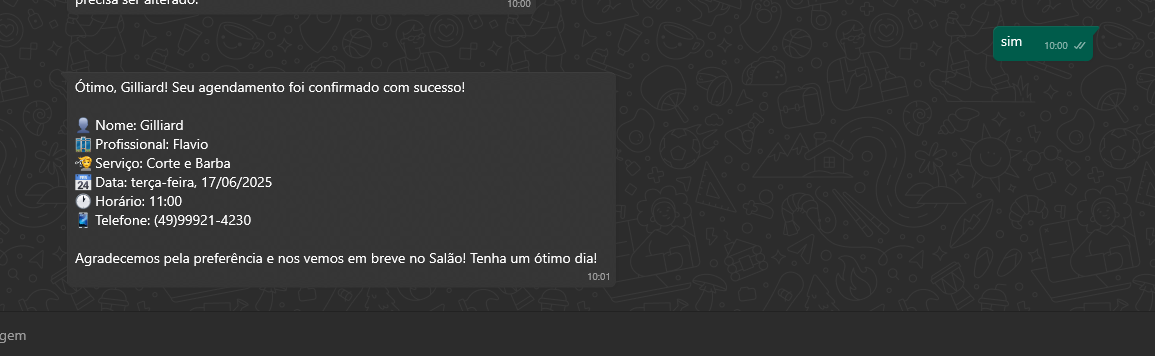 precisa ser alterado.
10:00
sim
10:00
Ótimo, Gilliard! Seu agendamento foi confirmado com sucesso!
👤 Nome: Gilliard
Profissional: Flavio
Serviço: Corte e Barba
📅 Data: terça-feira, 17/06/2025
🕐 Horário: 11:00
📱 Telefone: (49)99921-4230
Agradecemos pela preferência e nos vemos em breve no Salão! Tenha um ótimo dia!
10:01
gem